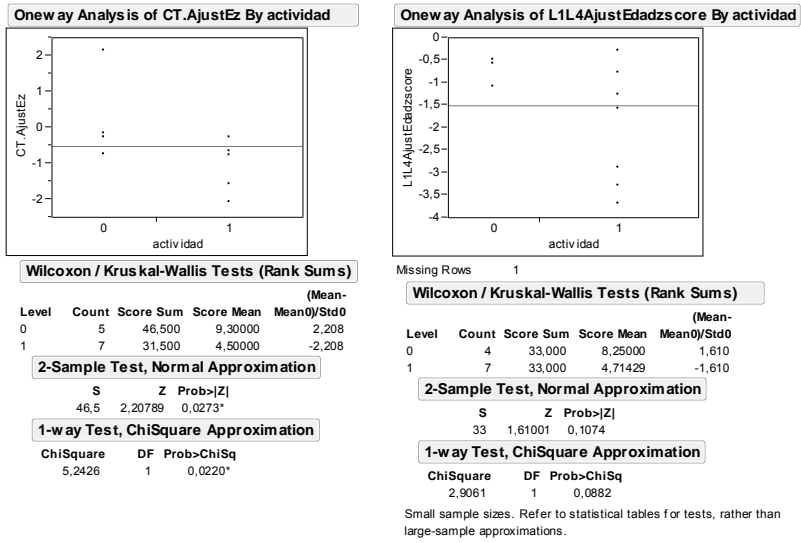 Oneway Analysis of CT.AjustEz By actividad
CT.AjustEz
2
1
0
-1
-2
0 1
actividad
Wilcoxon / Kruskal-Wallis Tests (Rank Sums)
Level Count Score Sum Score Mean (Mean-Mean0)/Std0
0 5 46,500 9,30000 2,208
1 7 31,500 4,50000 -2,208
2-Sample Test, Normal Approximation
S Z Prob>|Z|
46,5 2,20789 0,0273*
1-way Test, ChiSquare Approximation
ChiSquare DF Prob>ChiSq
5,2426 1 0,0220*
Oneway Analysis of L1L4AjustEdadzscore By actividad
L1L4AjustEdadzscore
0
-0,5
-1
-1,5
-2
-2,5
-3
-3,5
-4
0 1
actividad
Missing Rows 1
Wilcoxon / Kruskal-Wallis Tests (Rank Sums)
Level Count Score Sum Score Mean (Mean-Mean0)/Std0
0 4 33,000 8,25000 1,610
1 7 33,000 4,71429 -1,610
2-Sample Test, Normal Approximation
S Z Prob>|Z|
33 1,61001 0,1074
1-way Test, ChiSquare Approximation
ChiSquare DF Prob>ChiSq
2,9061 1 0,0882
Small sample sizes. Refer to statistical tables for tests, rather than
large-sample approximations.